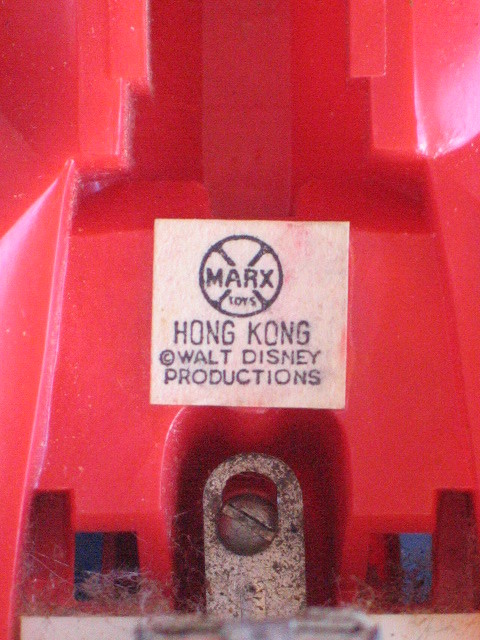 MARX
TOYS
HONG KONG
©WALT DISNEY
PRODUCTIONS